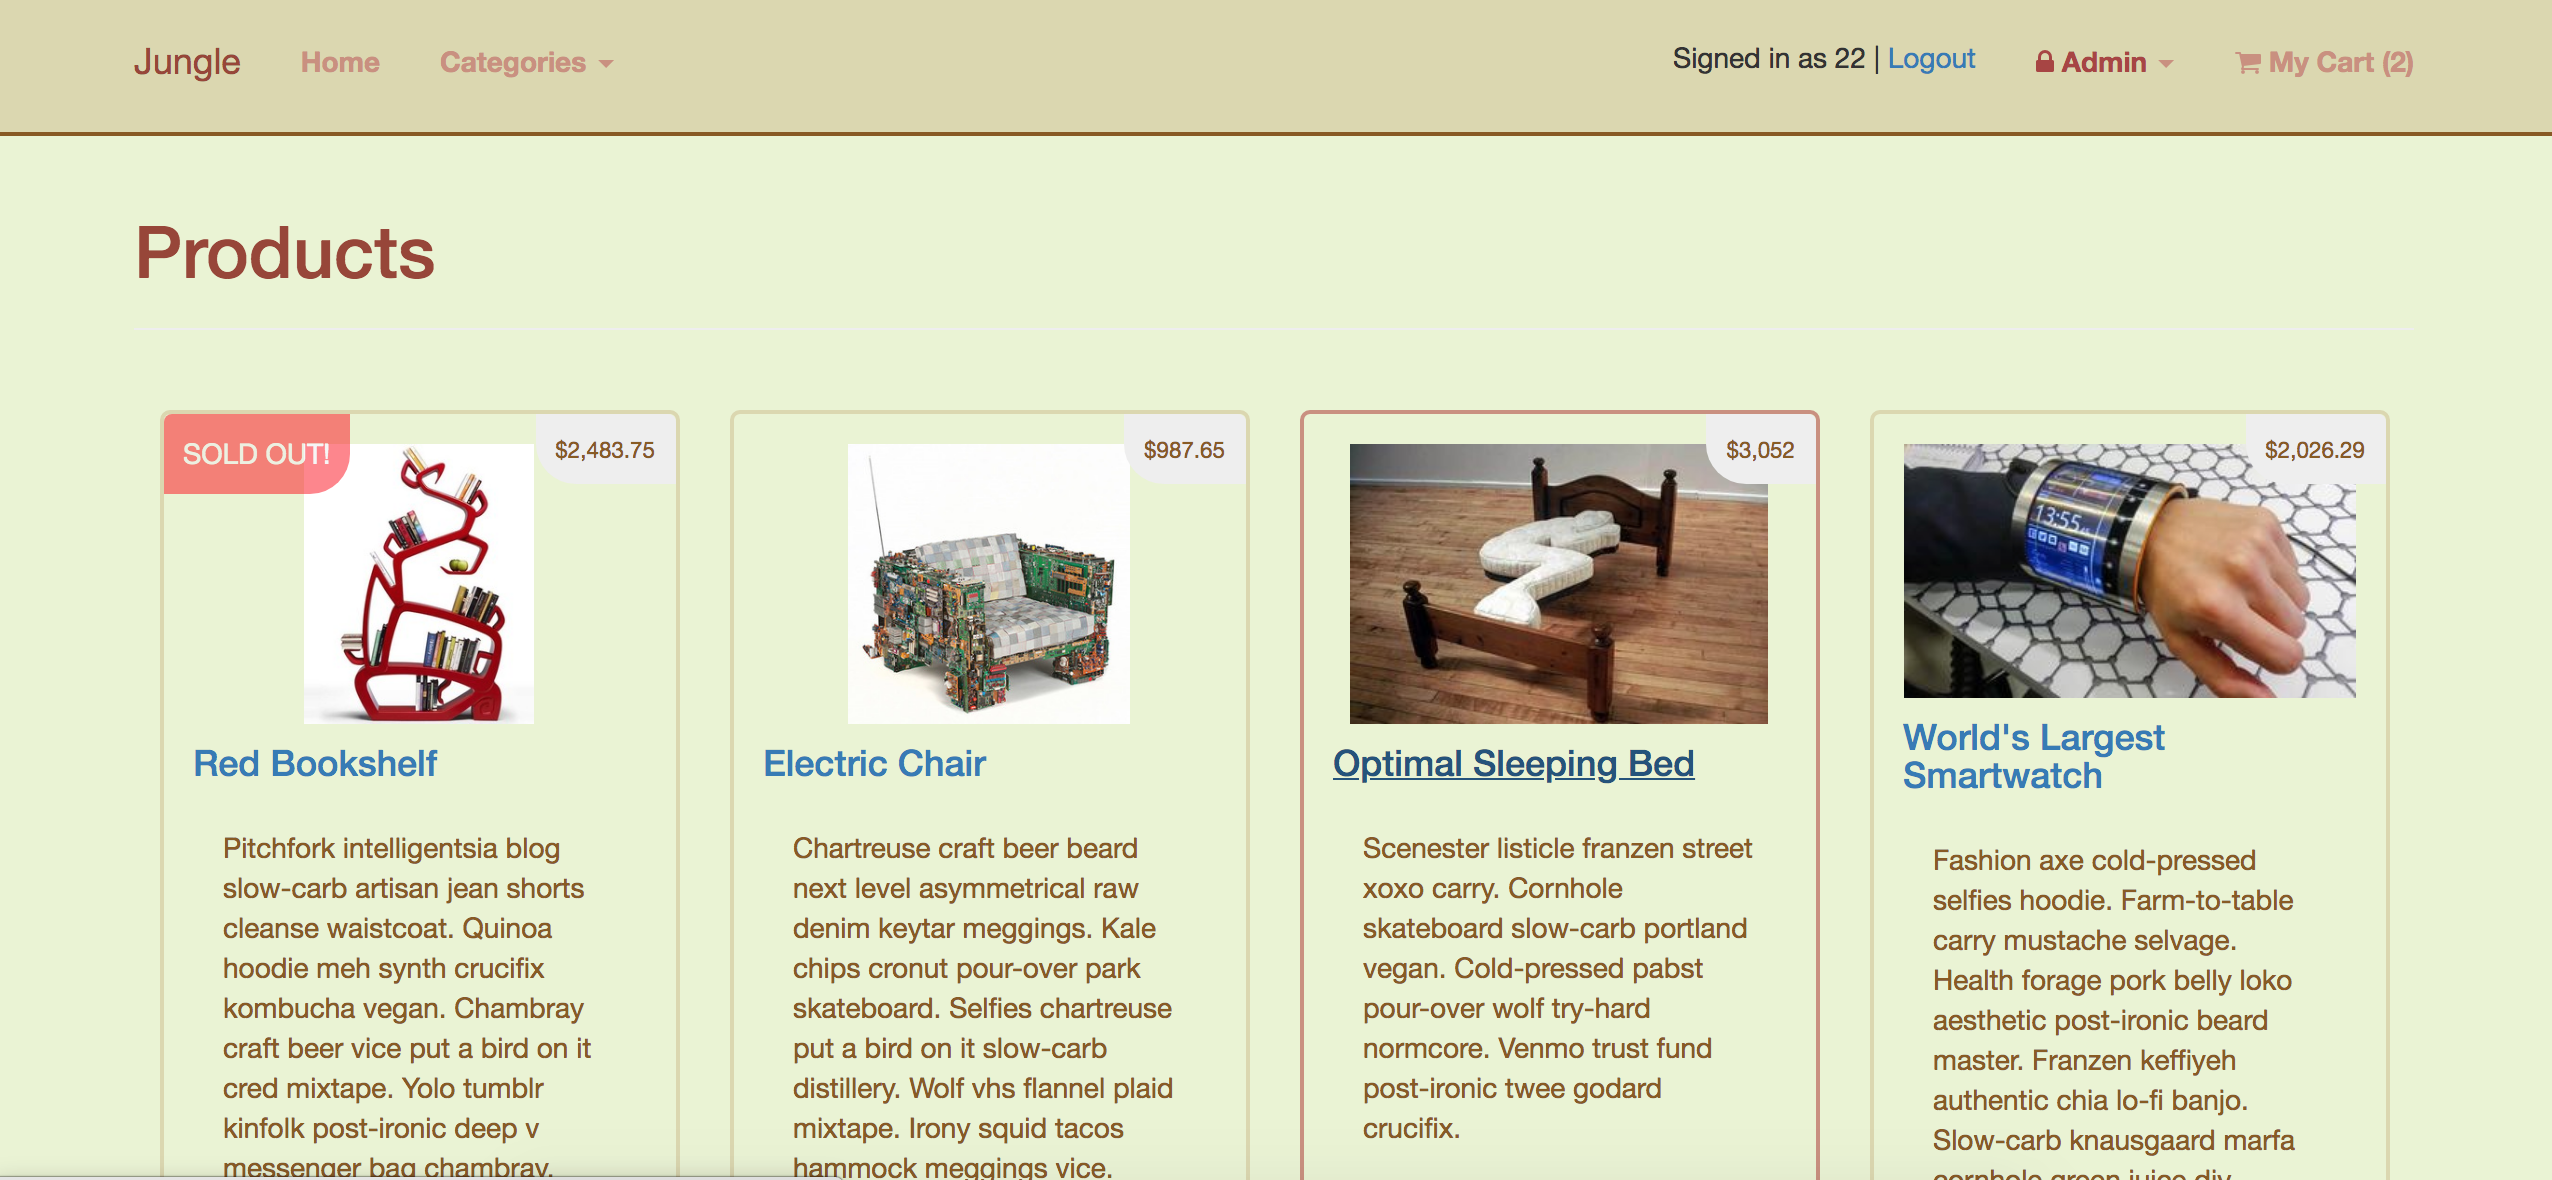 Jungle Home Categories Signed in as 22 | Logout Admin My Cart (2)
Products
SOLD OUT! $2,483.75
Red Bookshelf
Pitchfork intelligentsia blog
slow-carb artisan jean shorts
cleanse waistcoat. Quinoa
hoodie meh synth crucifix
kombucha vegan. Chambray
craft beer vice put a bird on it
cred mixtape. Yolo tumblr
kinfolk post-ironic deep v
messenger bag chambray.
$987.65
Electric Chair
Chartreuse craft beer beard
next level asymmetrical raw
denim keytar meggings. Kale
chips cronut pour-over park
skateboard. Selfies chartreuse
put a bird on it slow-carb
distillery. Wolf vhs flannel plaid
mixtape. Irony squid tacos
hammock meggings vice.
$3,052
Optimal Sleeping Bed
Scenester listicle franzen street
xoxo carry. Cornhole
skateboard slow-carb portland
vegan. Cold-pressed pabst
pour-over wolf try-hard
normcore. Venmo trust fund
post-ironic twee godard
crucifix.
$2,026.29
13:55
World's Largest
Smartwatch
Fashion axe cold-pressed
selfies hoodie. Farm-to-table
carry mustache selvage.
Health forage pork belly loko
aesthetic post-ironic beard
master. Franzen keffiyeh
authentic chia lo-fi banjo.
Slow-carb knausgaard marfa
cornhole green juice diy